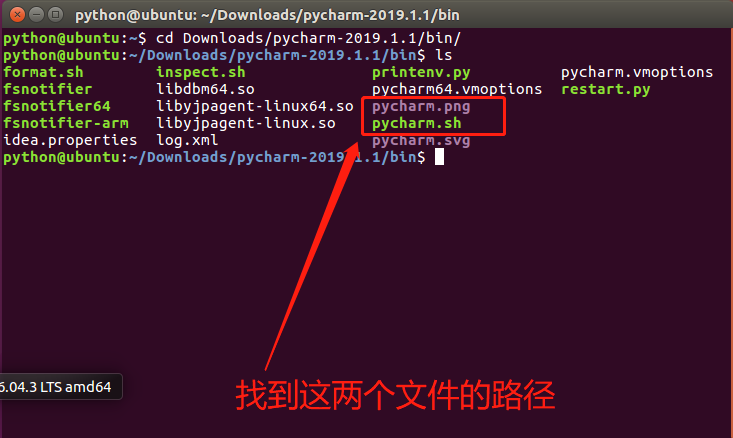 python@ubuntu: ~/Downloads/pycharm-2019.1.1/bin
python@ubuntu:~$ cd Downloads/pycharm-2019.1.1/bin/
python@ubuntu:~/Downloads/pycharm-2019.1.1/bin$ ls
format.sh inspect.sh printenv.py pycharm.vmoptions
fsnotifier libdbm64.so pycharm64.vmoptions restart.py
fsnotifier64 libyjpagent-linux64.so pycharm.png
fsnotifier-arm libyjpagent-linux.so pycharm.sh
idea.properties log.xml pycharm.svg
python@ubuntu:~/Downloads/pycharm-2019.1.1/bin$
6.04.3 LTS amd64
找到这两个文件的路径